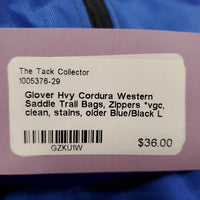 The Tack Collector
1005376-29
Glover Hvy Cordura Western
Saddle Trail Bags, Zippers *vgc,
clean, stains, older Blue/Black L
GZKU1W
$36.00